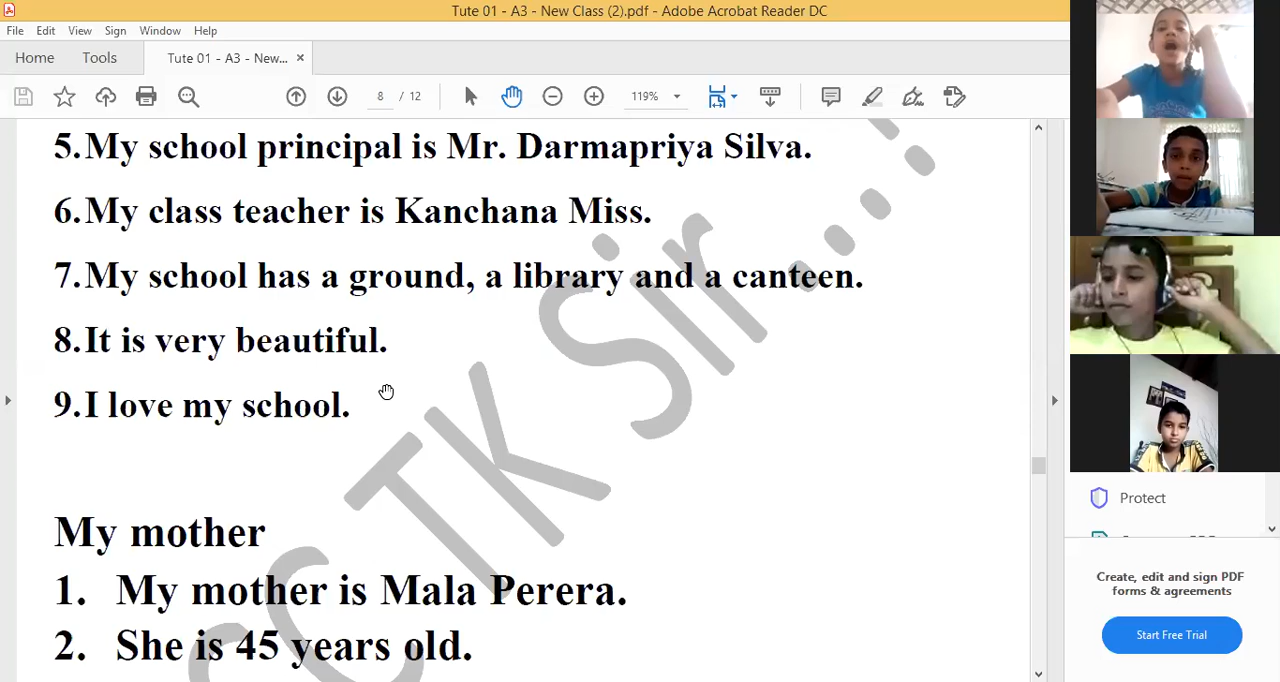 Tute 01 - A3 - New Class (2).pdf - Adobe Acrobat Reader DC
File Edit View Sign Window Help
Home Tools Tute 01 - A3 - New... ×
8 / 12 119%
5.My school principal is Mr. Darmapriya Silva.
6.My class teacher is Kanchana Miss.
7.My school has a ground, a library and a canteen.
8.It is very beautiful.
9.I love my school.
My mother
1. My mother is Mala Perera.
2. She is 45 years old.
TK Sir...
Protect
Create, edit and sign PDF
forms & agreements
Start Free Trial